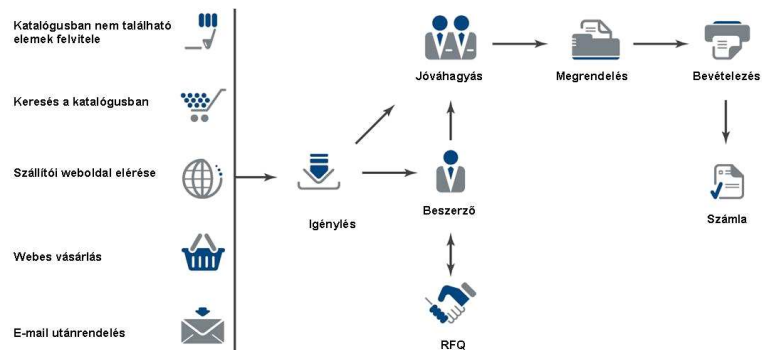 Katalógusban nem található
elemek felvitele
Keresés a katalógusban
Szállítói weboldal elérése
Webes vásárlás
E-mail utánrendelés
Igénylés
Jóváhagyás
Beszerző
RFQ
Megrendelés
Bevételezés
Számla